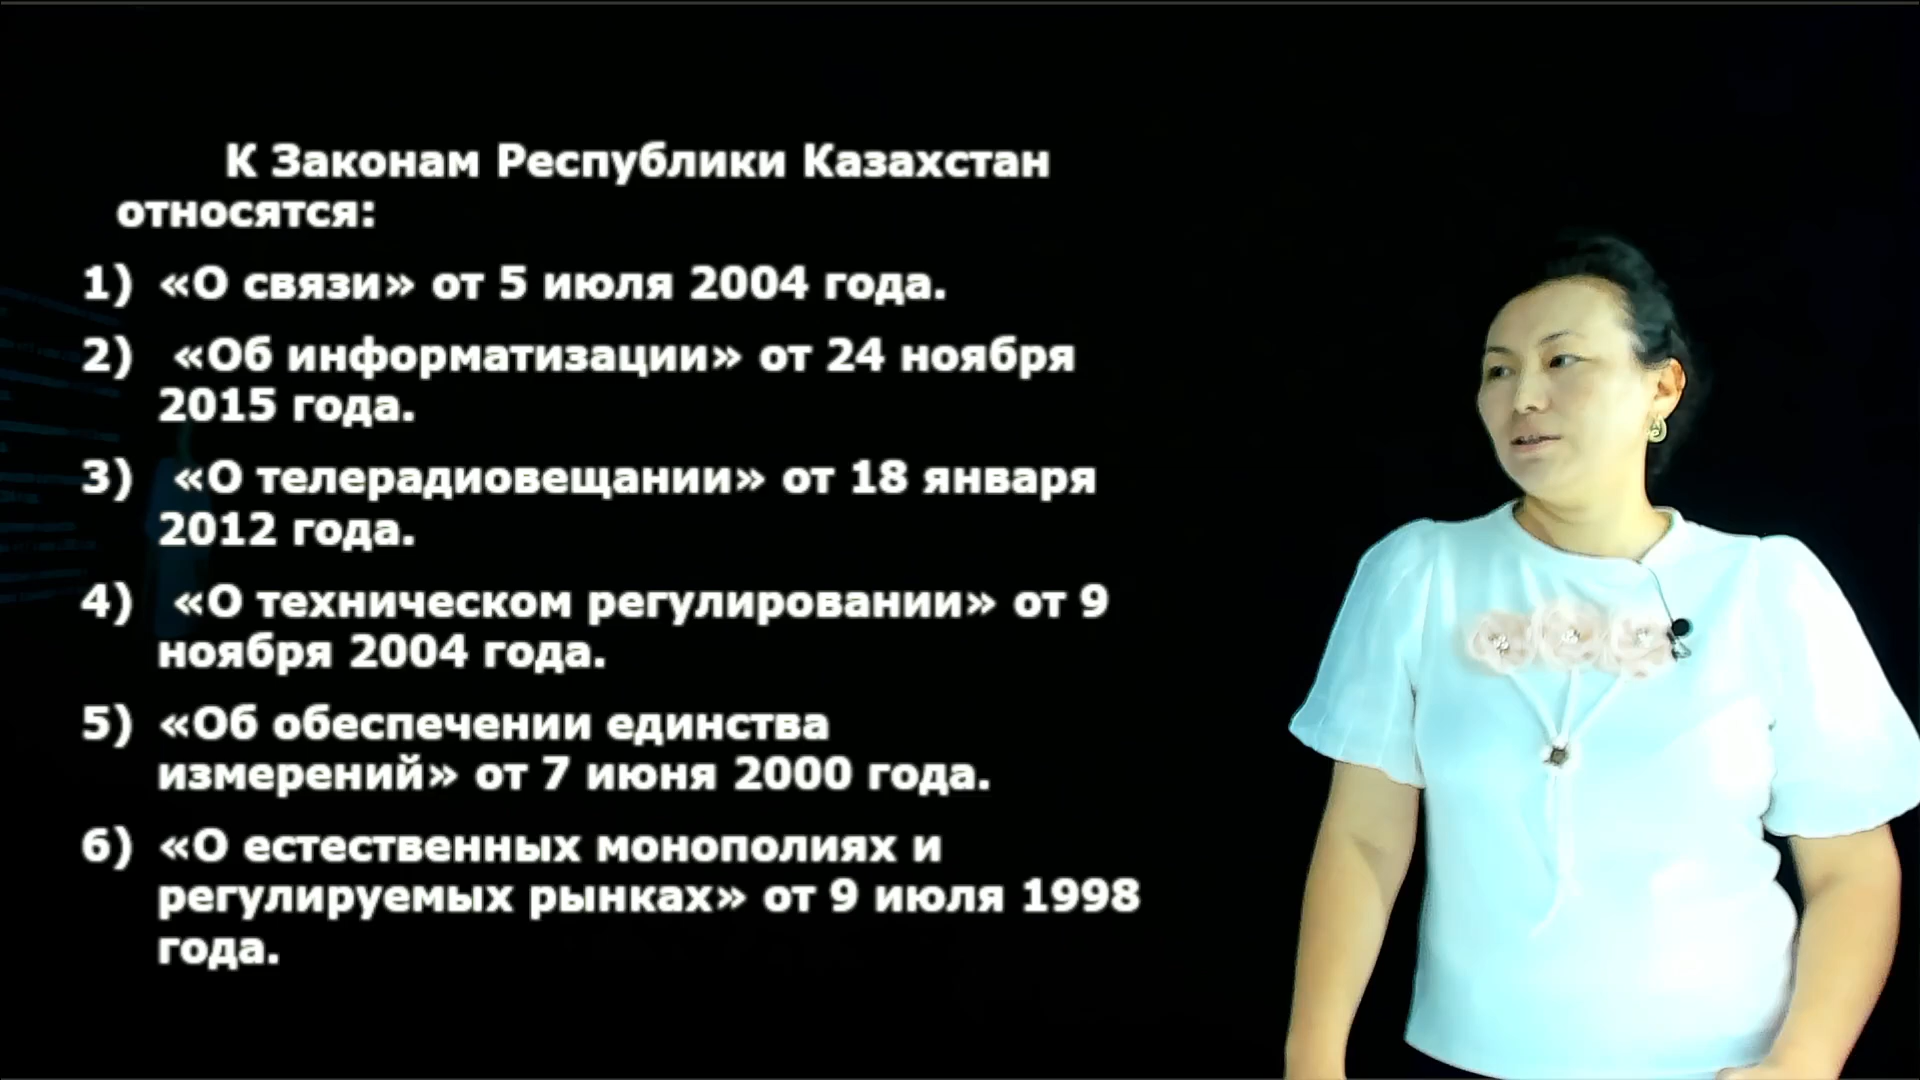 К Законам Республики Казахстан
относятся:
1) «О связи» от 5 июля 2004 года.
2) «Об информатизации» от 24 ноября
2015 года.
3) «О телерадиовещании» от 18 января
2012 года.
4) «О техническом регулировании» от 9
ноября 2004 года.
5) «Об обеспечении единства
измерений» от 7 июня 2000 года.
6) «О естественных монополиях и
регулируемых рынках» от 9 июля 1998
года.